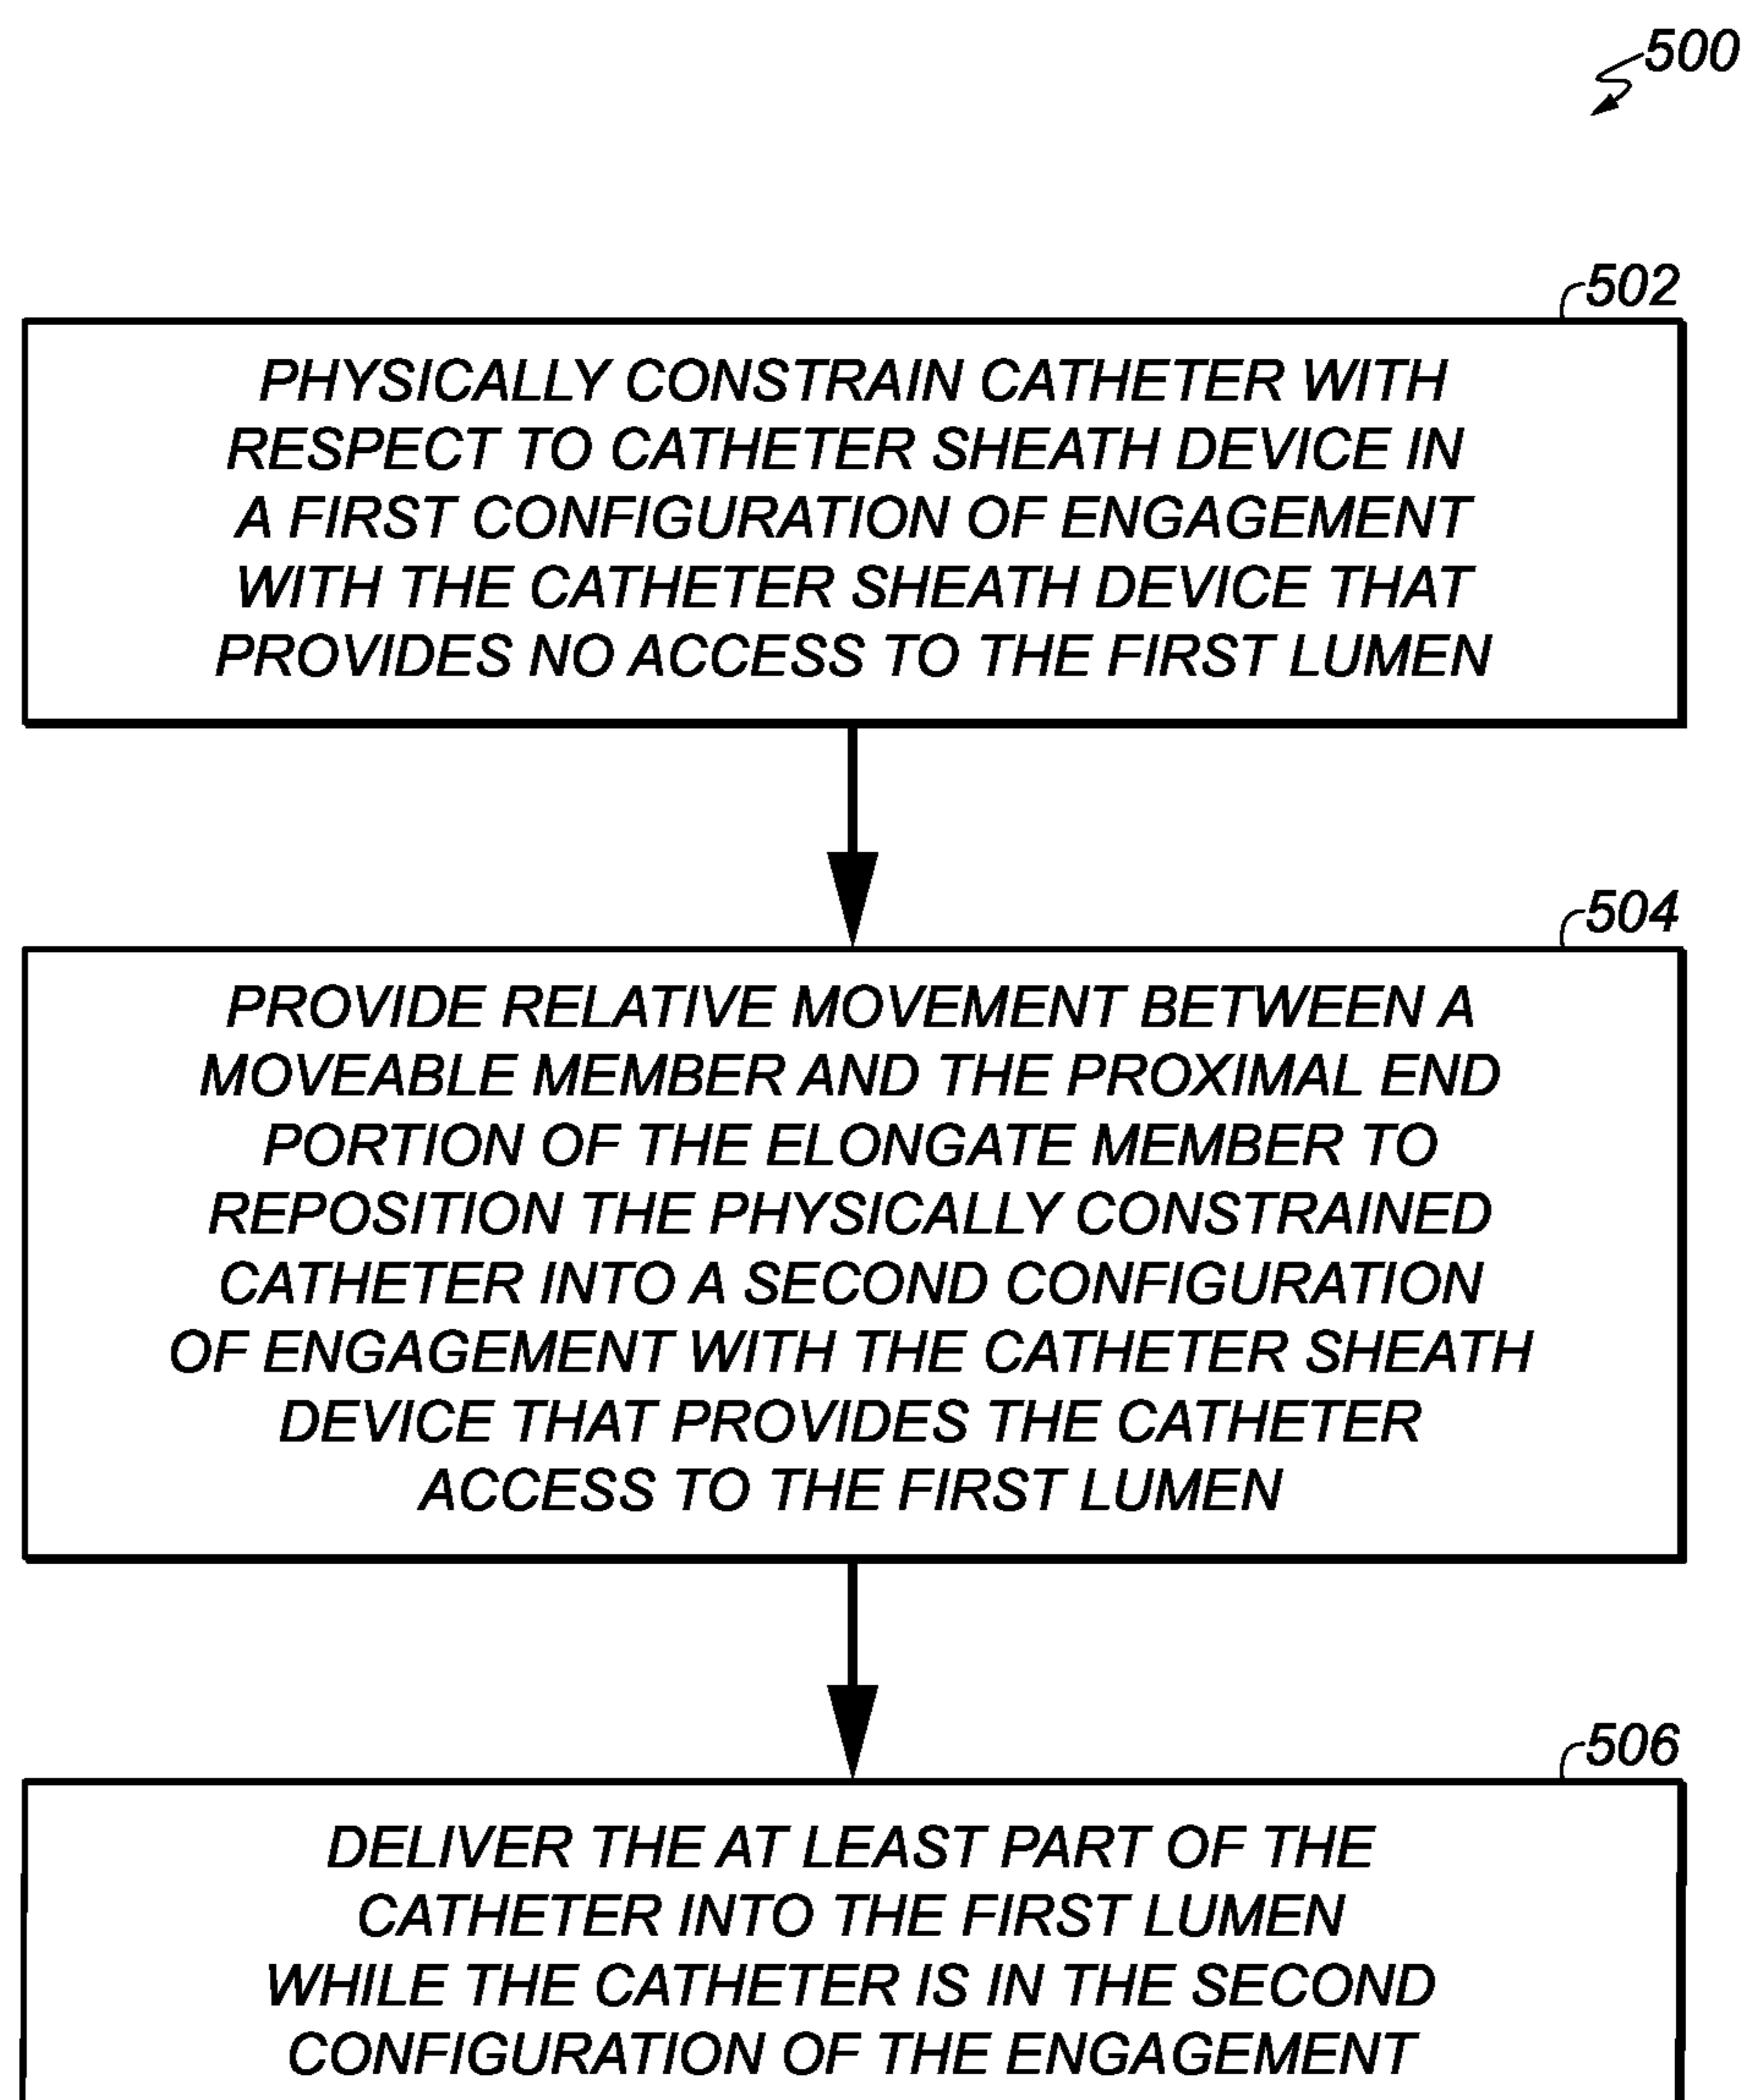 500
502
PHYSICALLY CONSTRAIN CATHETER WITH
RESPECT TO CATHETER SHEATH DEVICE IN
A FIRST CONFIGURATION OF ENGAGEMENT
WITH THE CATHETER SHEATH DEVICE THAT
PROVIDES NO ACCESS TO THE FIRST LUMEN
504
PROVIDE RELATIVE MOVEMENT BETWEEN A
MOVEABLE MEMBER AND THE PROXIMAL END
PORTION OF THE ELONGATE MEMBER TO
REPOSITION THE PHYSICALLY CONSTRAINED
CATHETER INTO A SECOND CONFIGURATION
OF ENGAGEMENT WITH THE CATHETER SHEATH
DEVICE THAT PROVIDES THE CATHETER
ACCESS TO THE FIRST LUMEN
506
DELIVER THE AT LEAST PART OF THE
CATHETER INTO THE FIRST LUMEN
WHILE THE CATHETER IS IN THE SECOND
CONFIGURATION OF THE ENGAGEMENT